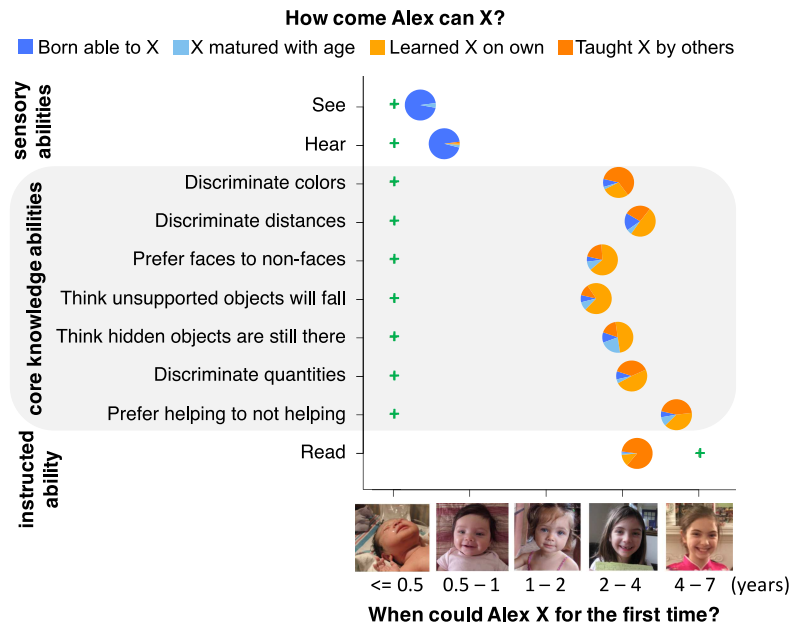 How come Alex can X?
Born able to X X matured with age Learned X on own Taught X by others
sensory
abilities
See
Hear
core knowledge abilities
Discriminate colors
Discriminate distances
Prefer faces to non-faces
Think unsupported objects will fall
Think hidden objects are still there
Discriminate quantities
Prefer helping to not helping
instructed
ability
Read
<= 0.5 0.5 – 1 1 – 2 2 – 4 4 – 7 (years)
When could Alex X for the first time?